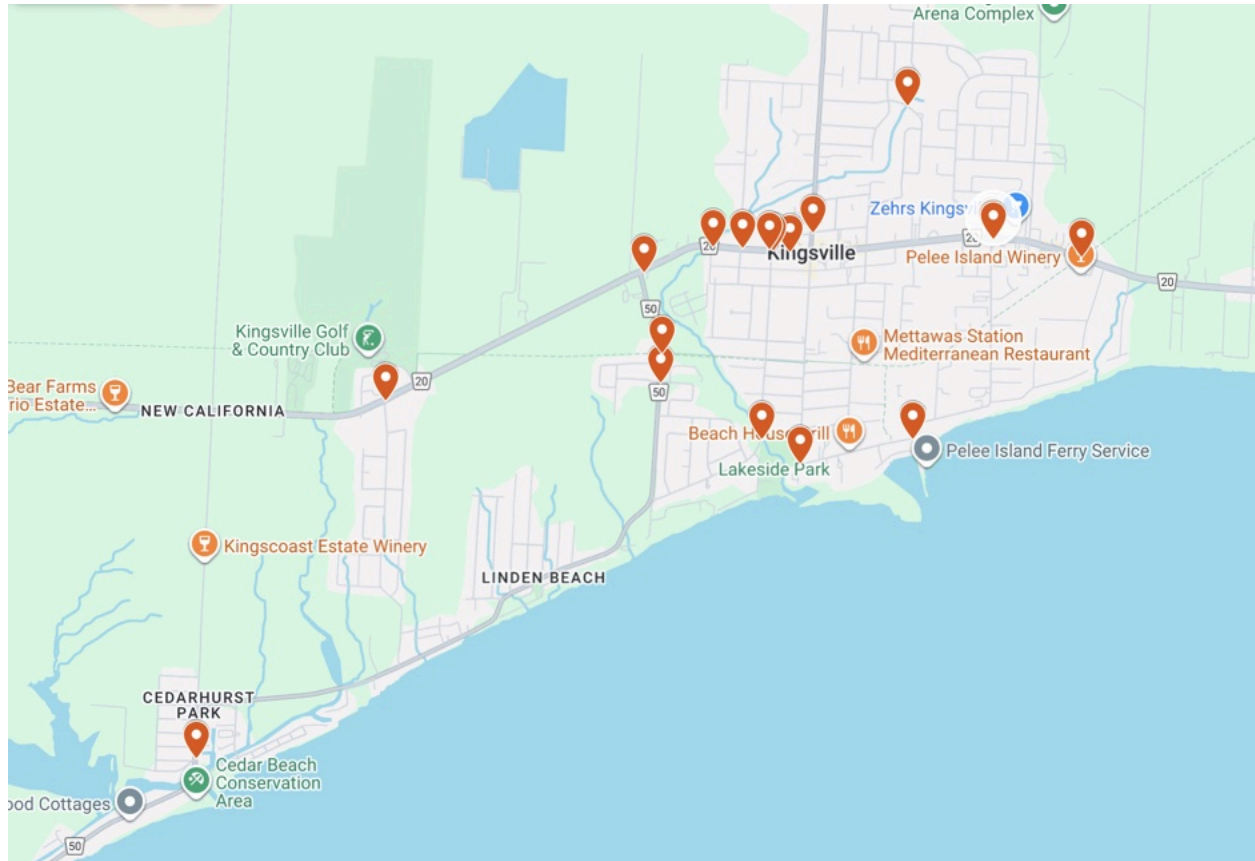 Arena Complex
Zehrs Kingsvi
20
20
Kingsville
Pelee Island Winery
20
50
Kingsville Golf
& Country Club
Mettawas Station
Mediterranean Restaurant
20
Bear Farms
rio Estate...
50
NEW CALIFORNIA
Beach House Grill
Pelee Island Ferry Service
Lakeside Park
Kingscoast Estate Winery
LINDEN BEACH
CEDARHURST
PARK
Cedar Beach
Conservation
Area
ood Cottages
50